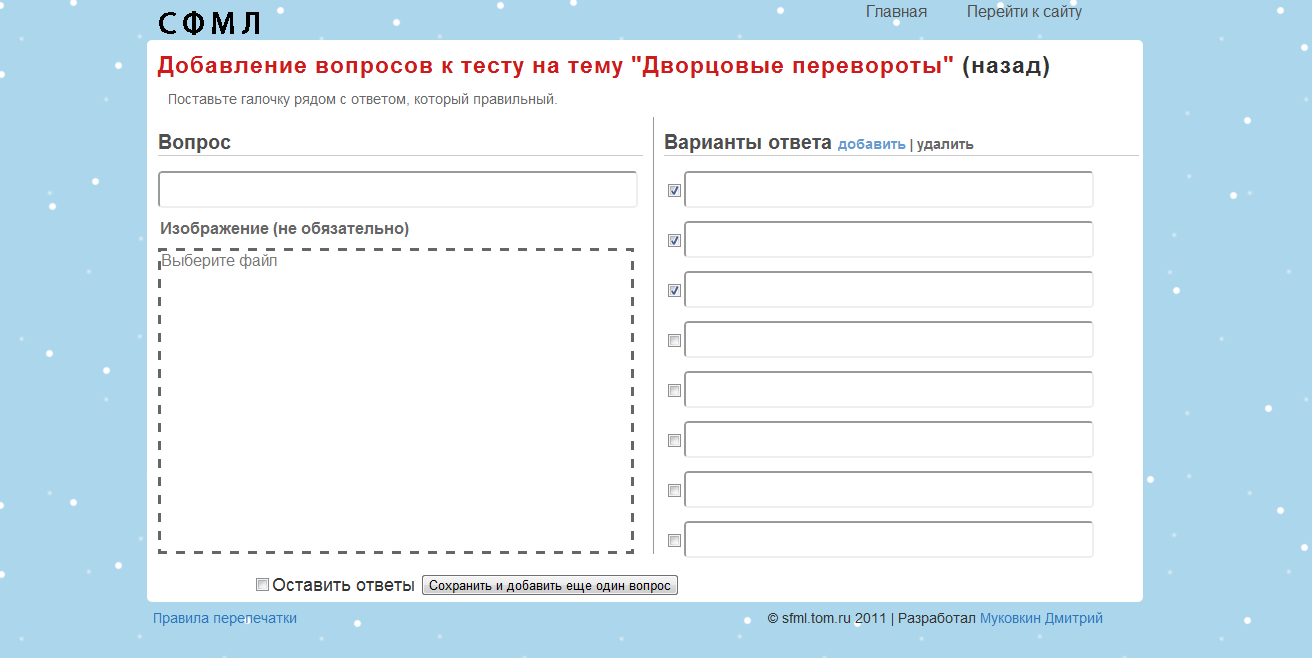 СФМЛ
Главная Перейти к сайту
Добавление вопросов к тесту на тему "Дворцовые перевороты" (назад)
Поставьте галочку рядом с ответом, который правильный.
Вопрос
Изображение (не обязательно)
Выберите файл
Варианты ответа добавить | удалить
Оставить ответы Сохранить и добавить еще один вопрос
Правила перепечатки
© sfml.tom.ru 2011 | Разработал Муковкин Дмитрий